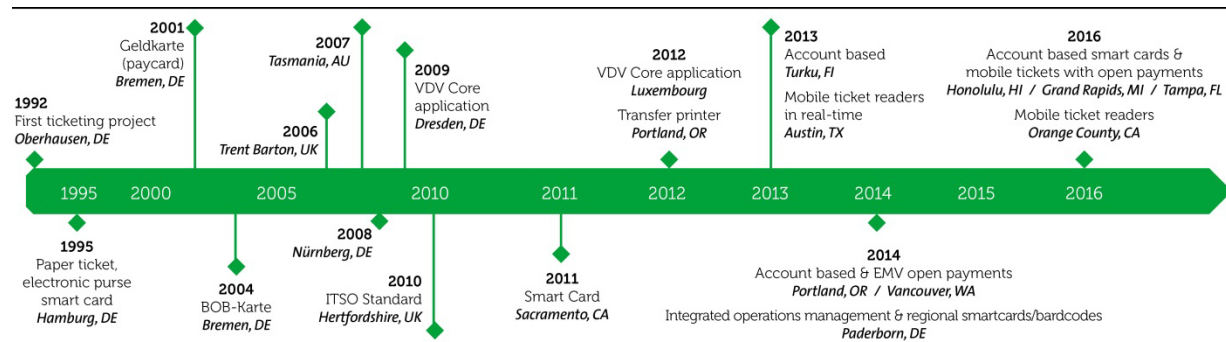 1992
First ticketing project
Oberhausen, DE
2001
Geldkarte
(paycard)
Bremen, DE
2006
Trent Barton, UK
2007
Tasmania, AU
2009
VDV Core
application
Dresden, DE
2012
VDV Core application
Luxembourg
Transfer printer
Portland, OR
2013
Account based
Turku, FI
Mobile ticket readers
in real-time
Austin, TX
2016
Account based smart cards &
mobile tickets with open payments
Honolulu, HI / Grand Rapids, MI / Tampa, FL
Mobile ticket readers
Orange County, CA
1995 2000 2005 2010 2011 2012 2013 2014 2015 2016
1995
Paper ticket,
electronic purse
smart card
Hamburg, DE
2004
BOB-Karte
Bremen, DE
2008
Nürnberg, DE
2010
ITSO Standard
Hertfordshire, UK
2011
Smart Card
Sacramento, CA
2014
Account based & EMV open payments
Portland, OR / Vancouver, WA
Integrated operations management & regional smartcards/bardcodes
Paderborn, DE